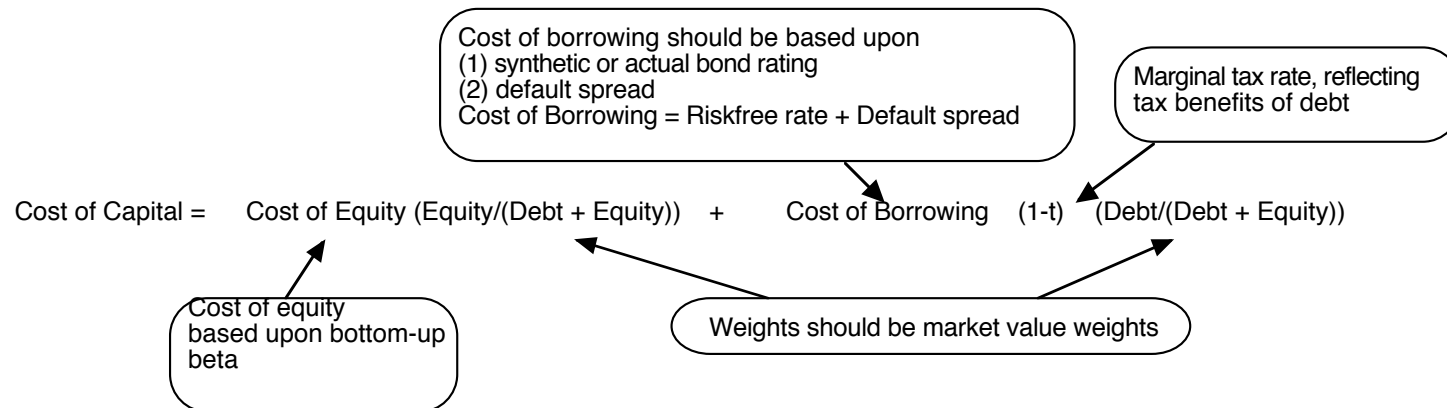 Cost of borrowing should be based upon
(1) synthetic or actual bond rating
(2) default spread
Cost of Borrowing = Riskfree rate + Default spread
Marginal tax rate, reflecting
tax benefits of debt
Cost of Capital = Cost of Equity (Equity/(Debt + Equity)) + Cost of Borrowing (1-t) (Debt/(Debt + Equity))
Cost of equity
based upon bottom-up
beta
Weights should be market value weights